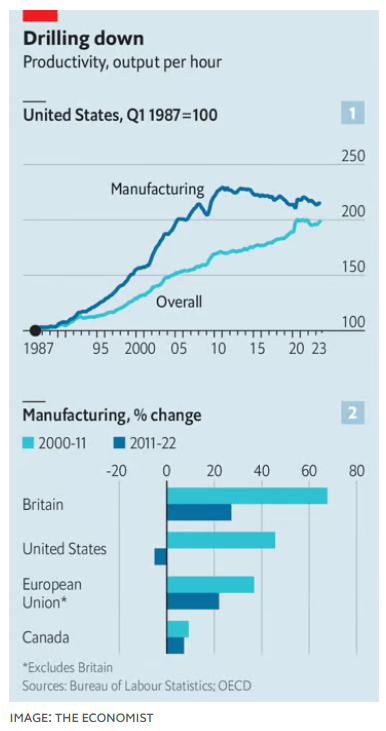 Drilling down
Productivity, output per hour
United States, Q1 1987=100
1
250
Manufacturing
200
150
Overall
100
1987 95 2000 05 10 15 20 23
Manufacturing, % change
2
2000-11 2011-22
-20 0 20 40 60 80
Britain
United States
European
Union*
Canada
*Excludes Britain
Sources: Bureau of Labour Statistics; OECD
IMAGE: THE ECONOMIST